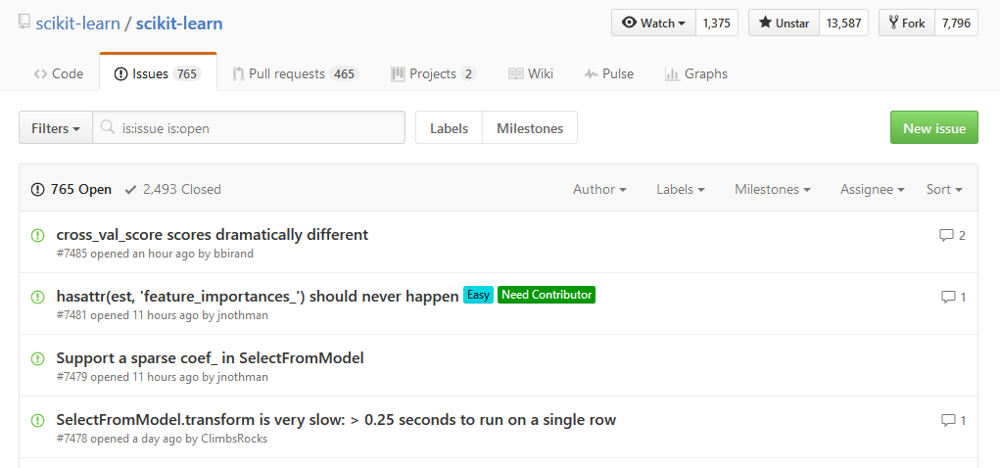 scikit-learn / scikit-learn Watch 1,375 Unstar 13,587 Fork 7,796
Code Issues 765 Pull requests 465 Projects 2 Wiki Pulse Graphs
Filters is:issue is:open Labels Milestones New issue
765 Open 2,493 Closed Author Labels Milestones Assignee Sort
cross_val_score scores dramatically different 2
#7485 opened an hour ago by bbirand
hasattr(est, 'feature_importances_') should never happen Easy Need Contributor 1
#7481 opened 11 hours ago by jnothman
Support a sparse coef_ in SelectFromModel
#7479 opened 11 hours ago by jnothman
SelectFromModel.transform is very slow: > 0.25 seconds to run on a single row 1
#7478 opened a day ago by ClimbsRocks